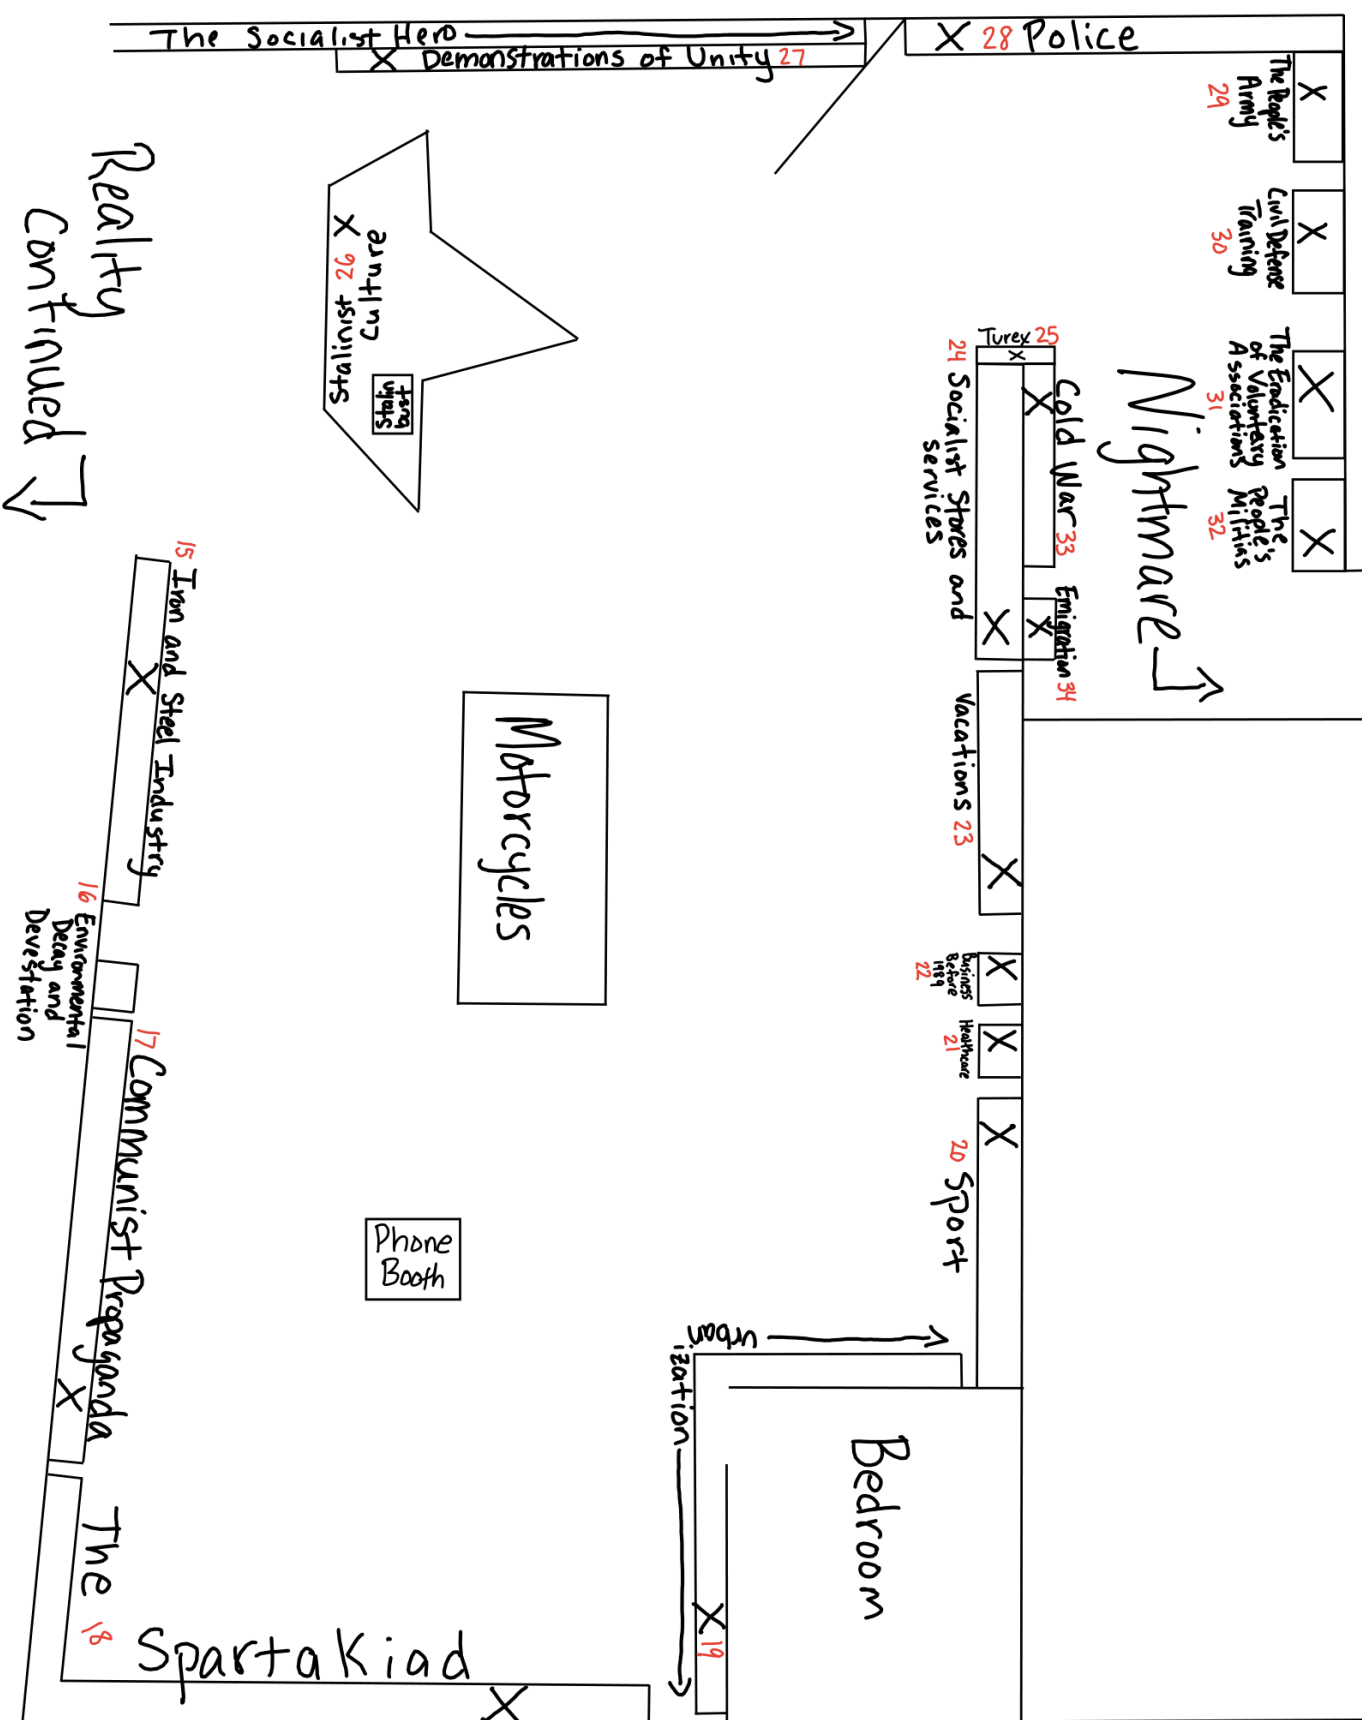 The Socialist Hero
X Demonstrations of Unity 27
X 28 Police
The People's
Army
29
X
Civil Defense
Training
30
X
The Eradication
of Voluntary
Associations
31
X
The
People's
Militias
32
X
Nightmare
Reality
Continued
X
Stalinist 26
Culture
Stalin
bust
Turex 25
X
24 Socialist Stores and
Services
X
Cold War 33
X
Emigration 34
X
Vacations 23
X
Business
Before
1989
22
X
Healthcare
21
X
20 Sport
X
15 Iron and Steel Industry
X
16 Environmental
Decay and
Devestation
Motorcycles
17 Communist Propaganda
X
Phone
Booth
urban
ization
X 19
Bedroom
The 18
Spartakiad
X